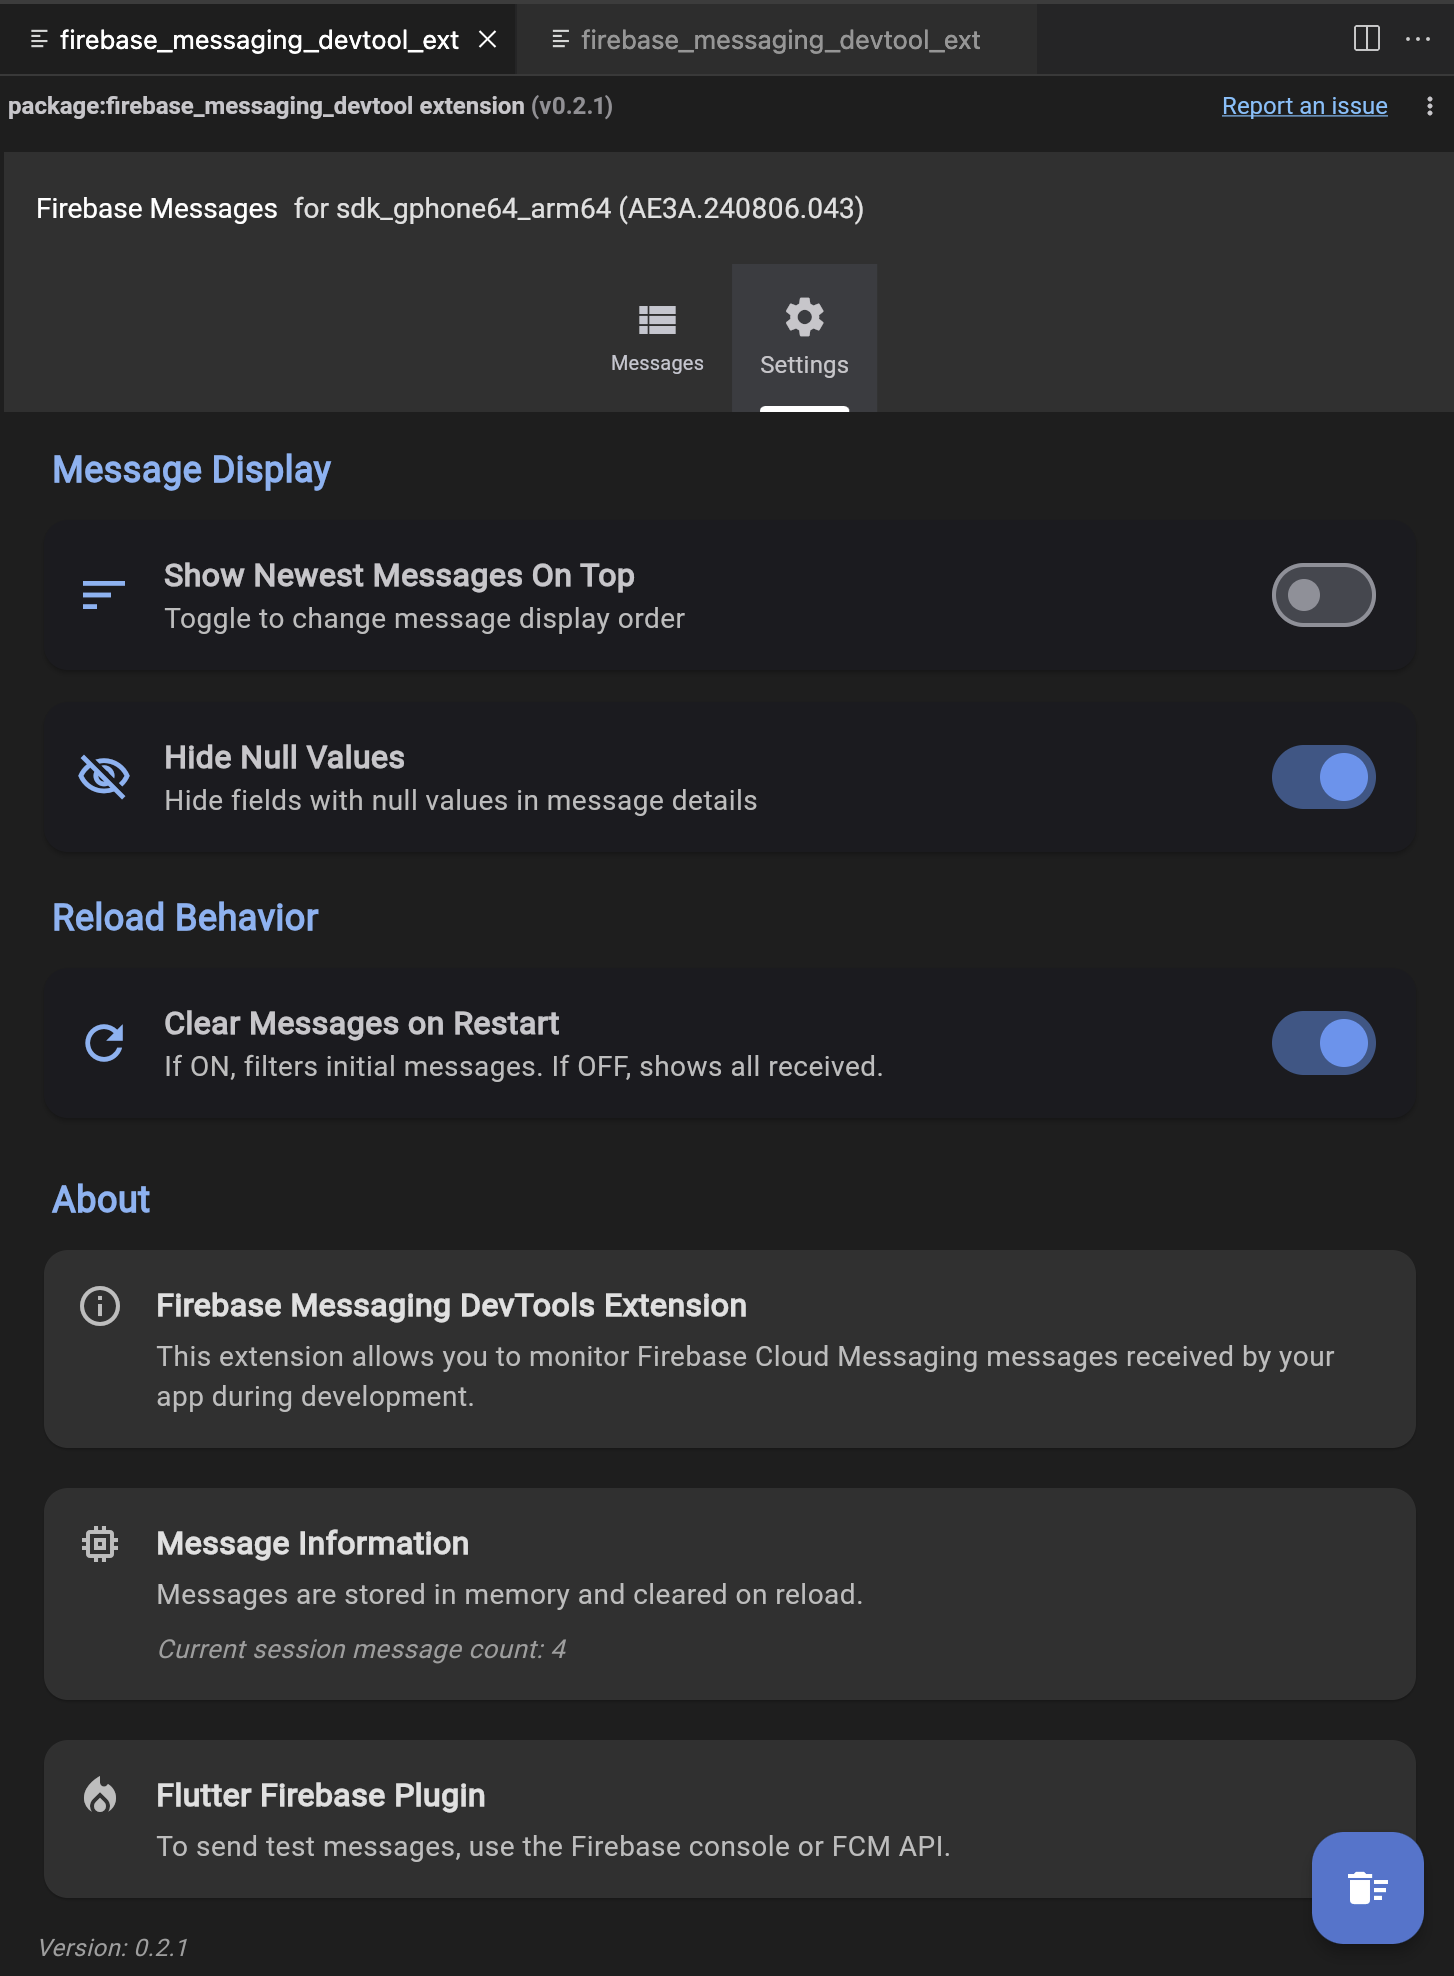 firebase_messaging_devtool_ext
firebase_messaging_devtool_ext
package:firebase_messaging_devtool extension (v0.2.1)
Report an issue
Firebase Messages for sdk_gphone64_arm64 (AE3A.240806.043)
Messages
Settings
Message Display
Show Newest Messages On Top
Toggle to change message display order
Hide Null Values
Hide fields with null values in message details
Reload Behavior
Clear Messages on Restart
If ON, filters initial messages. If OFF, shows all received.
About
Firebase Messaging DevTools Extension
This extension allows you to monitor Firebase Cloud Messaging messages received by your
app during development.
Message Information
Messages are stored in memory and cleared on reload.
Current session message count: 4
Flutter Firebase Plugin
To send test messages, use the Firebase console or FCM API.
Version: 0.2.1